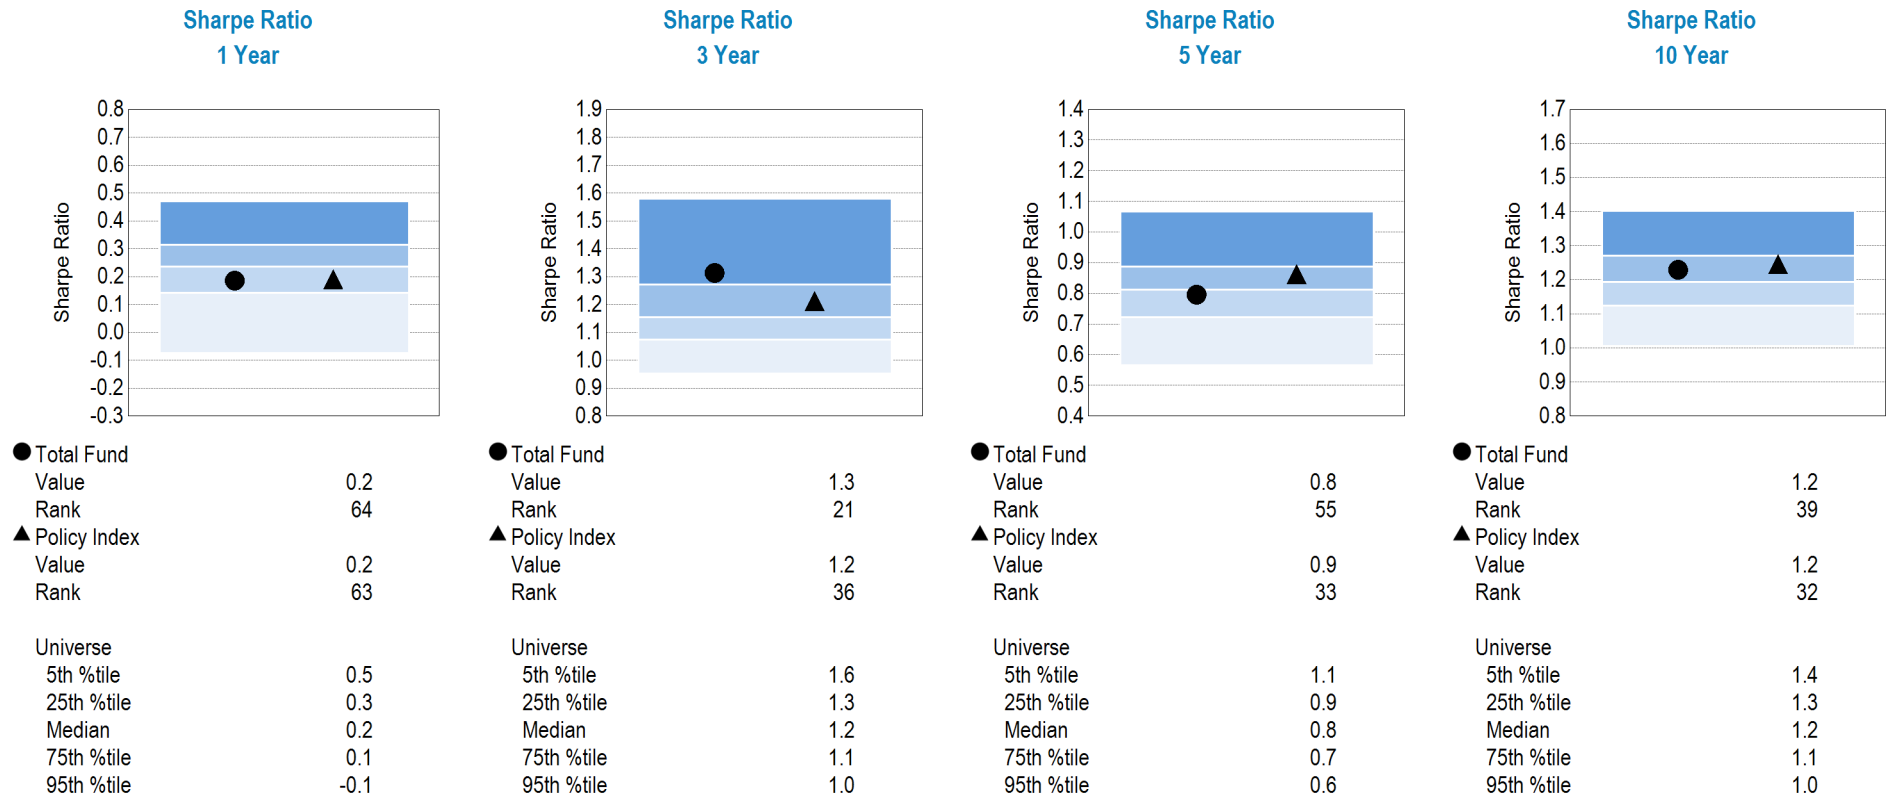 Sharpe Ratio
1 Year
0.8
0.7
0.6
0.5
0.4
0.3
0.2
0.1
0.0
-0.1
-0.2
-0.3
Sharpe Ratio
Total Fund
Value 0.2
Rank 64
Policy Index
Value 0.2
Rank 63
Universe
5th %tile 0.5
25th %tile 0.3
Median 0.2
75th %tile 0.1
95th %tile -0.1
Sharpe Ratio
3 Year
1.9
1.8
1.7
1.6
1.5
1.4
1.3
1.2
1.1
1.0
0.9
0.8
Sharpe Ratio
Total Fund
Value 1.3
Rank 21
Policy Index
Value 1.2
Rank 36
Universe
5th %tile 1.6
25th %tile 1.3
Median 1.2
75th %tile 1.1
95th %tile 1.0
Sharpe Ratio
5 Year
1.4
1.3
1.2
1.1
1.0
0.9
0.8
0.7
0.6
0.5
0.4
Sharpe Ratio
Total Fund
Value 0.8
Rank 55
Policy Index
Value 0.9
Rank 33
Universe
5th %tile 1.1
25th %tile 0.9
Median 0.8
75th %tile 0.7
95th %tile 0.6
Sharpe Ratio
10 Year
1.7
1.6
1.5
1.4
1.3
1.2
1.1
1.0
0.9
0.8
Sharpe Ratio
Total Fund
Value 1.2
Rank 39
Policy Index
Value 1.2
Rank 32
Universe
5th %tile 1.4
25th %tile 1.3
Median 1.2
75th %tile 1.1
95th %tile 1.0